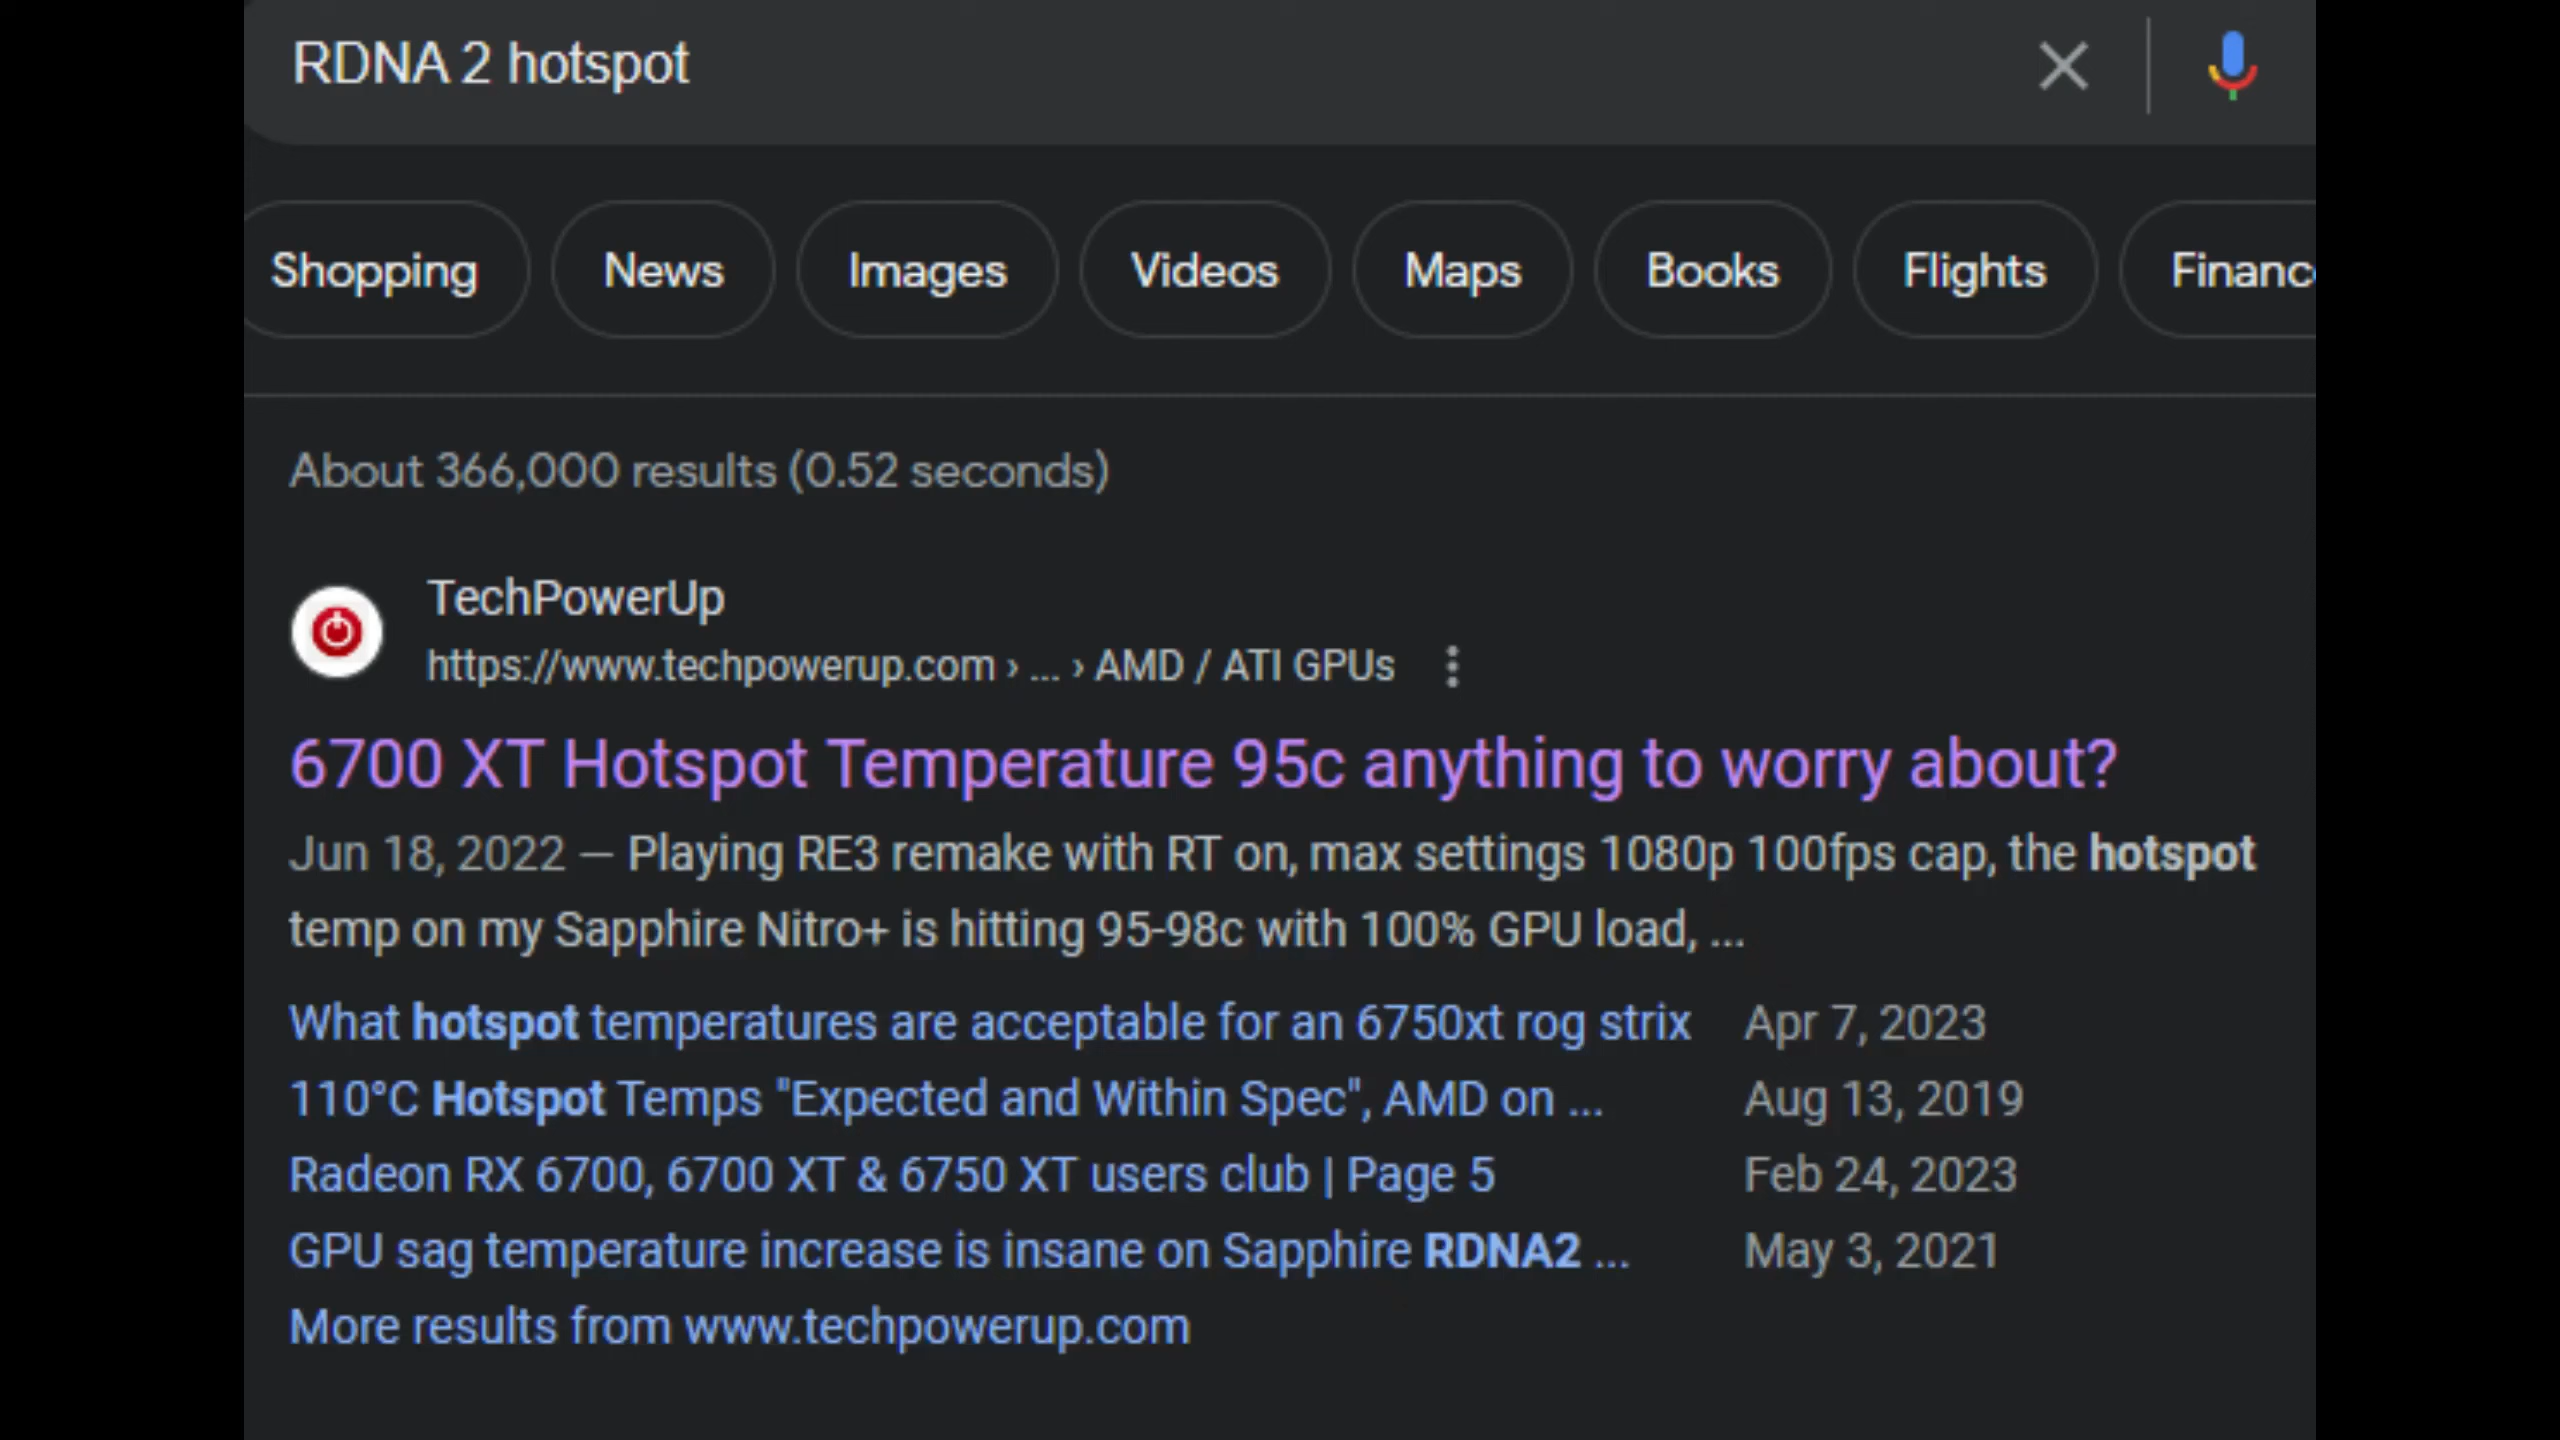 RDNA 2 hotspot
Shopping News Images Videos Maps Books Flights Financ
About 366,000 results (0.52 seconds)
TechPowerUp
https://www.techpowerup.com › ... › AMD / ATI GPUs
6700 XT Hotspot Temperature 95c anything to worry about?
Jun 18, 2022 — Playing RE3 remake with RT on, max settings 1080p 100fps cap, the hotspot
temp on my Sapphire Nitro+ is hitting 95-98c with 100% GPU load, ...
What hotspot temperatures are acceptable for an 6750xt rog strix Apr 7, 2023
110°C Hotspot Temps "Expected and Within Spec", AMD on ... Aug 13, 2019
Radeon RX 6700, 6700 XT & 6750 XT users club | Page 5 Feb 24, 2023
GPU sag temperature increase is insane on Sapphire RDNA2 ... May 3, 2021
More results from www.techpowerup.com